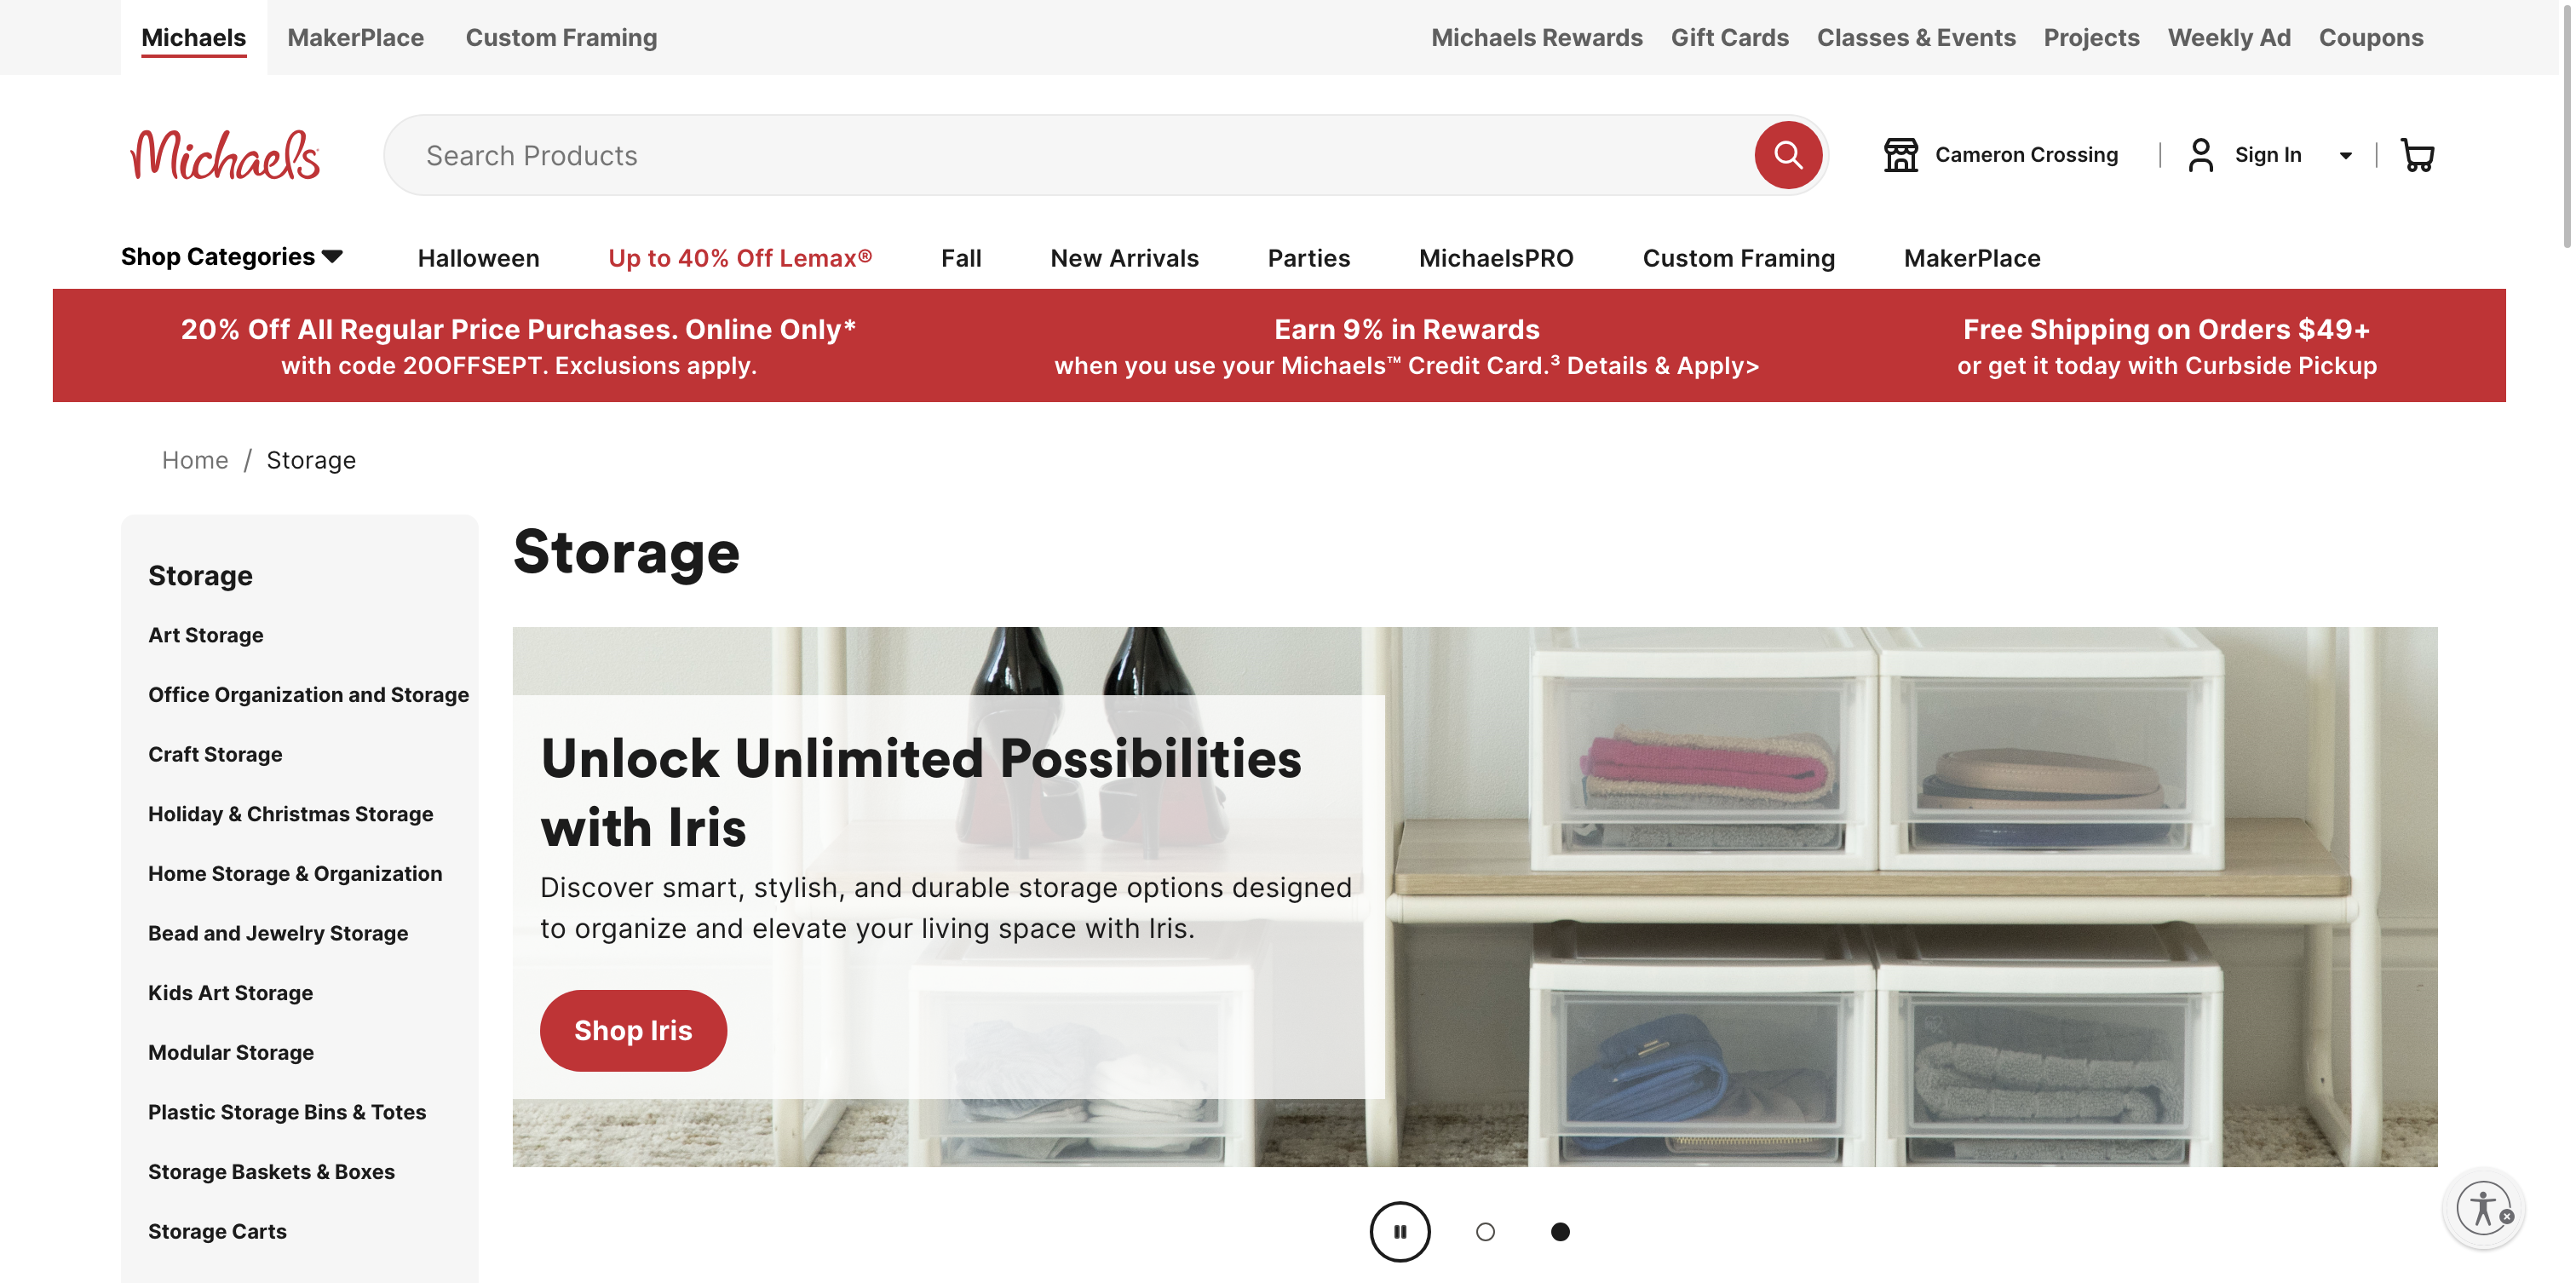 Michaels
MakerPlace
Custom Framing
Michaels Rewards
Gift Cards
Classes & Events
Projects
Weekly Ad
Coupons
Michaels
Search Products
Cameron Crossing
Sign In
Shop Categories
Halloween
Up to 40% Off Lemax®
Fall
New Arrivals
Parties
MichaelsPRO
Custom Framing
MakerPlace
20% Off All Regular Price Purchases. Online Only*
with code 20OFFSEPT. Exclusions apply.
Earn 9% in Rewards
when you use your Michaels™ Credit Card.³ Details & Apply>
Free Shipping on Orders $49+
or get it today with Curbside Pickup
Home / Storage
Storage
Art Storage
Office Organization and Storage
Craft Storage
Holiday & Christmas Storage
Home Storage & Organization
Bead and Jewelry Storage
Kids Art Storage
Modular Storage
Plastic Storage Bins & Totes
Storage Baskets & Boxes
Storage Carts
Storage
Unlock Unlimited Possibilities
with Iris
Discover smart, stylish, and durable storage options designed
to organize and elevate your living space with Iris.
Shop Iris